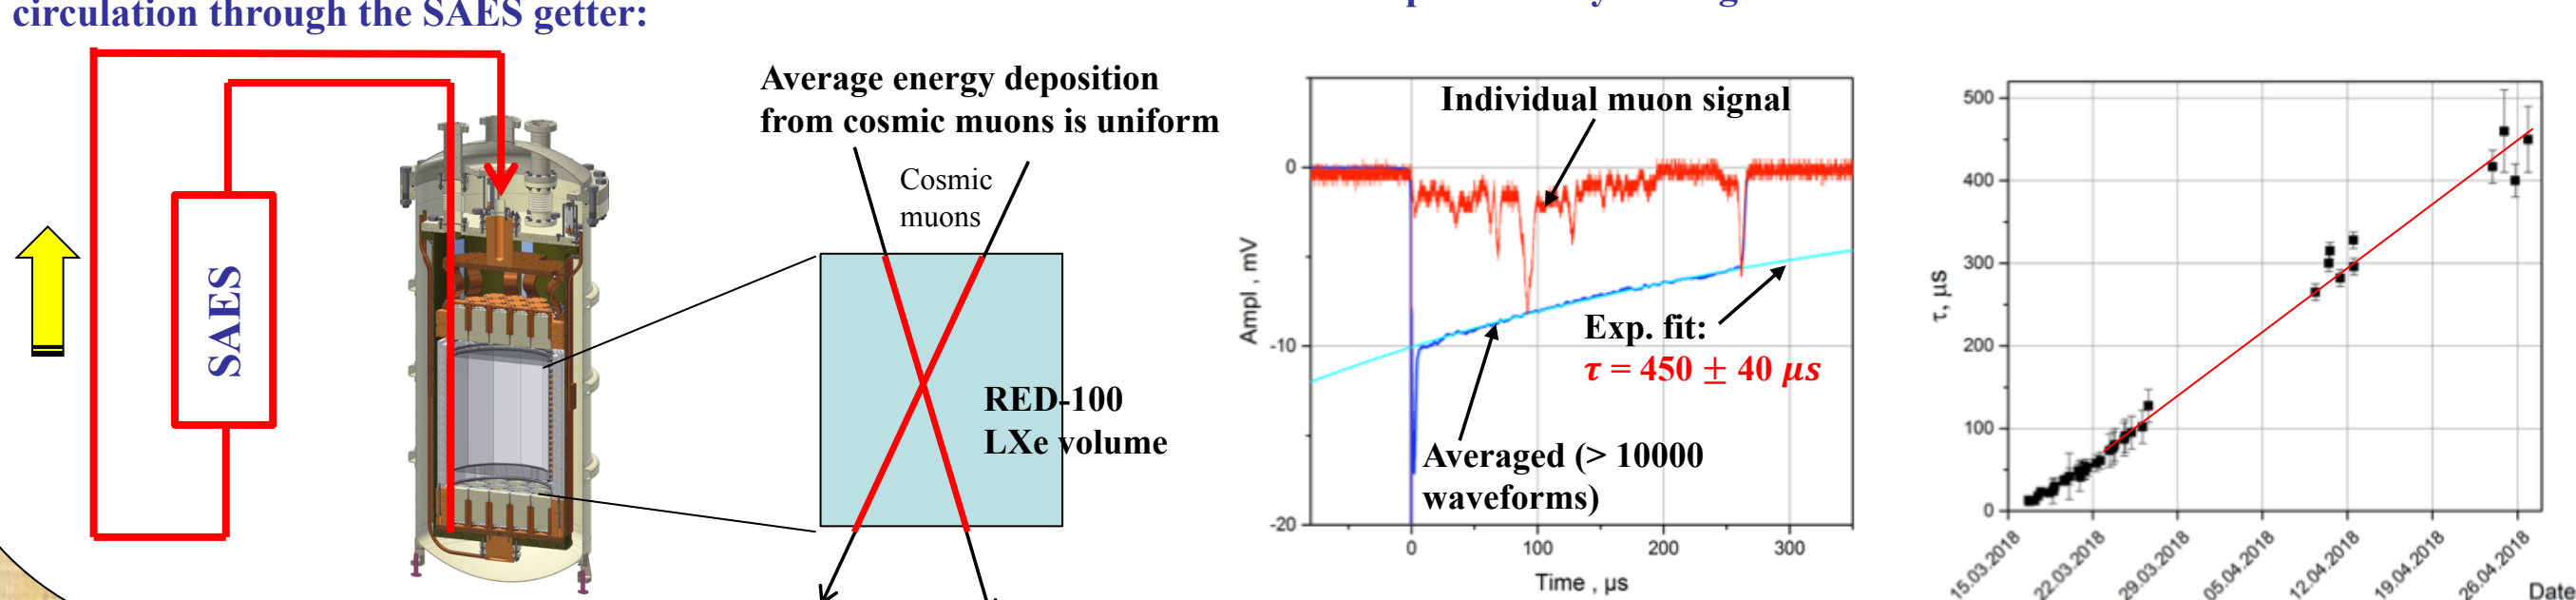 circulation through the SAES getter:
SAES
Average energy deposition
from cosmic muons is uniform
Cosmic
muons
RED-100
LXe volume
Individual muon signal
Exp. fit:
τ = 450 ± 40 μs
Averaged (> 10000
waveforms)
Ampl , mV
0
-10
-20
0 100 200 300
Time , μs
τ, μs
500
400
300
200
100
0
15.03.2018 22.03.2018 29.03.2018 05.04.2018 12.04.2018 19.04.2018 26.04.2018
Date